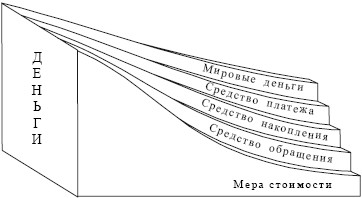 ДЕНЬГИ
Мировые деньги
Средство платежа
Средство накопления
Средство обращения
Мера стоимости